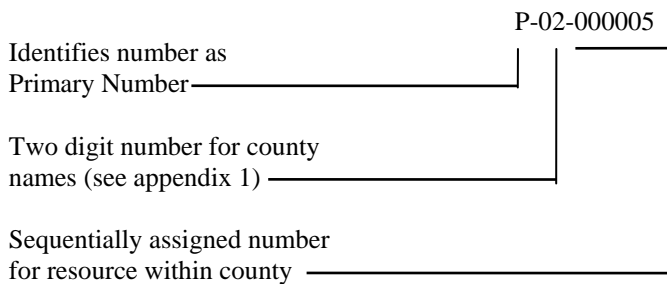 P-02-000005
Identifies number as
Primary Number
Two digit number for county
names (see appendix 1)
Sequentially assigned number
for resource within county